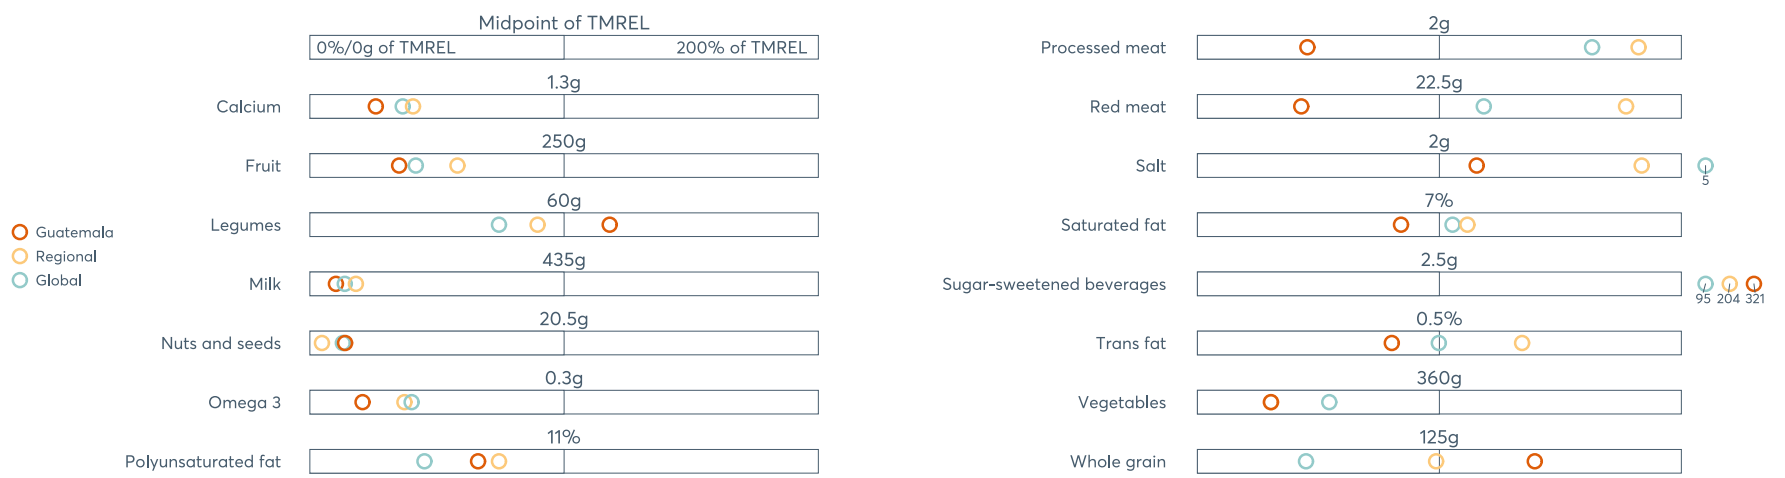 Midpoint of TMREL
0%/0g of TMREL 200% of TMREL
1.3g
Calcium
250g
Fruit
60g
Legumes
435g
Milk
20.5g
Nuts and seeds
0.3g
Omega 3
11%
Polyunsaturated fat
Guatemala
Regional
Global
2g
Processed meat
22.5g
Red meat
2g
Salt
5
7%
Saturated fat
2.5g
Sugar-sweetened beverages
95 204 321
0.5%
Trans fat
360g
Vegetables
125g
Whole grain